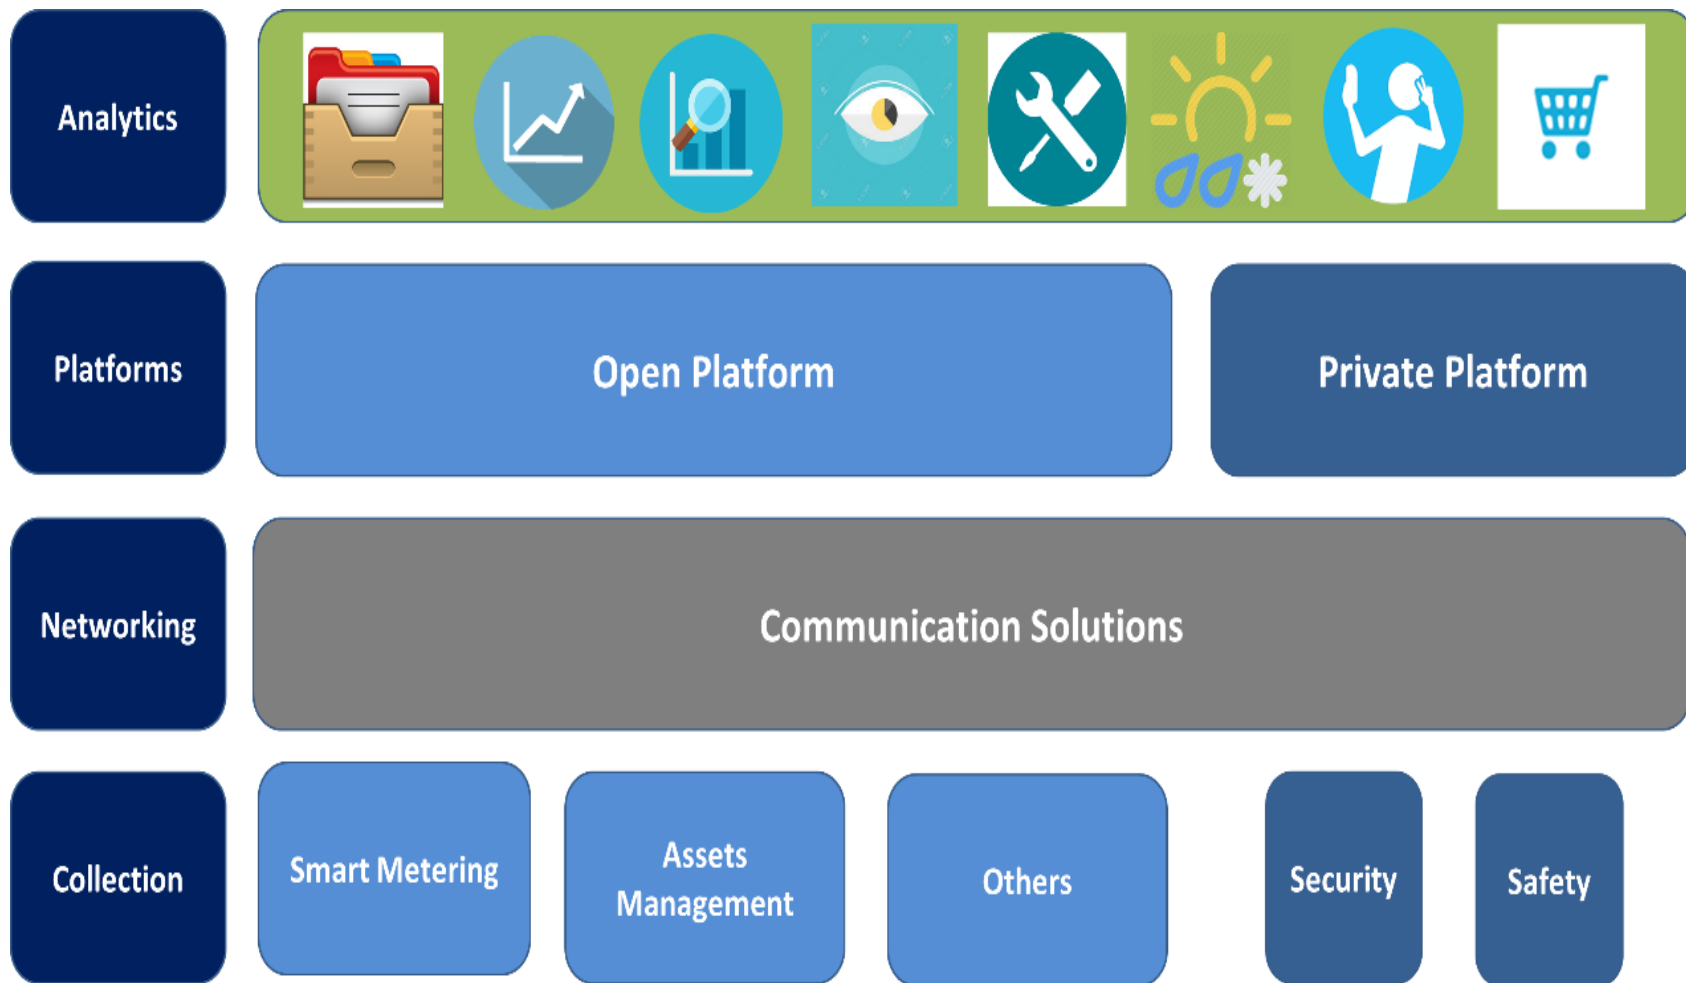 Analytics
Platforms
Open Platform
Private Platform
Networking
Communication Solutions
Collection
Smart Metering
Assets
Management
Others
Security
Safety